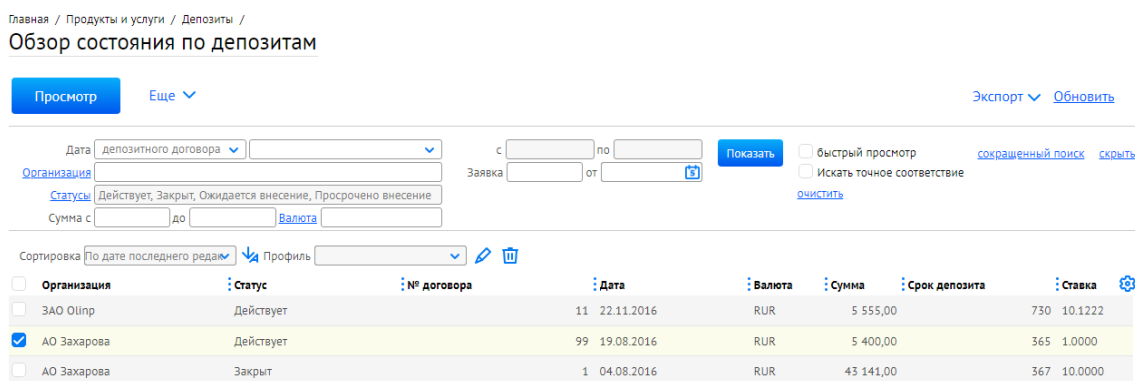 Главная / Продукты и услуги / Депозиты /
Обзор состояния по депозитам
Просмотр Еще Экспорт Обновить
Дата депозитного договора с по Показать быстрый просмотр сокращенный поиск скрыть
Организация Заявка от 5 Искать точное соответствие
Статусы Действует, Закрыт, Ожидается внесение, Просрочено внесение очистить
Сумма с до Валюта
Сортировка По дате последнего редак Профиль
Организация Статус № договора Дата Валюта Сумма Срок депозита Ставка
ЗАО Olinp Действует 11 22.11.2016 RUR 5 555,00 730 10.1222
АО Захарова Действует 99 19.08.2016 RUR 5 400,00 365 1.0000
АО Захарова Закрыт 1 04.08.2016 RUR 43 141,00 367 10.0000